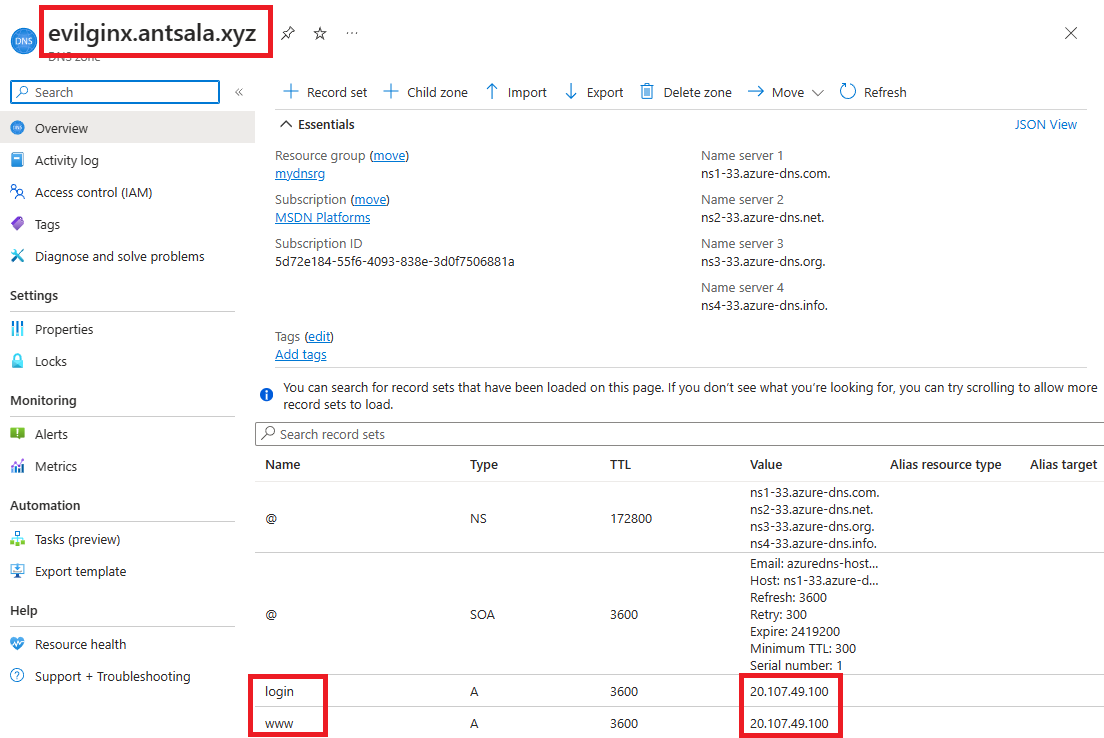 evilginx.antsala.xyz
DNS
DNS zone
Search
Record set
Child zone
Import
Export
Delete zone
Move
Refresh
Overview
Activity log
Access control (IAM)
Tags
Diagnose and solve problems
Settings
Properties
Locks
Monitoring
Alerts
Metrics
Automation
Tasks (preview)
Export template
Help
Resource health
Support + Troubleshooting
Essentials
JSON View
Resource group (move)
mydnsrg
Subscription (move)
MSDN Platforms
Subscription ID
5d72e184-55f6-4093-838e-3d0f7506881a
Name server 1
ns1-33.azure-dns.com.
Name server 2
ns2-33.azure-dns.net.
Name server 3
ns3-33.azure-dns.org.
Name server 4
ns4-33.azure-dns.info.
Tags (edit)
Add tags
You can search for record sets that have been loaded on this page. If you don't see what you're looking for, you can try scrolling to allow more
record sets to load.
Search record sets
Name Type TTL Value Alias resource type Alias target
@ NS 172800
ns1-33.azure-dns.com.
ns2-33.azure-dns.net.
ns3-33.azure-dns.org.
ns4-33.azure-dns.info.
@ SOA 3600
Email: azuredns-host...
Host: ns1-33.azure-d...
Refresh: 3600
Retry: 300
Expire: 2419200
Minimum TTL: 300
Serial number: 1
login A 3600 20.107.49.100
www A 3600 20.107.49.100